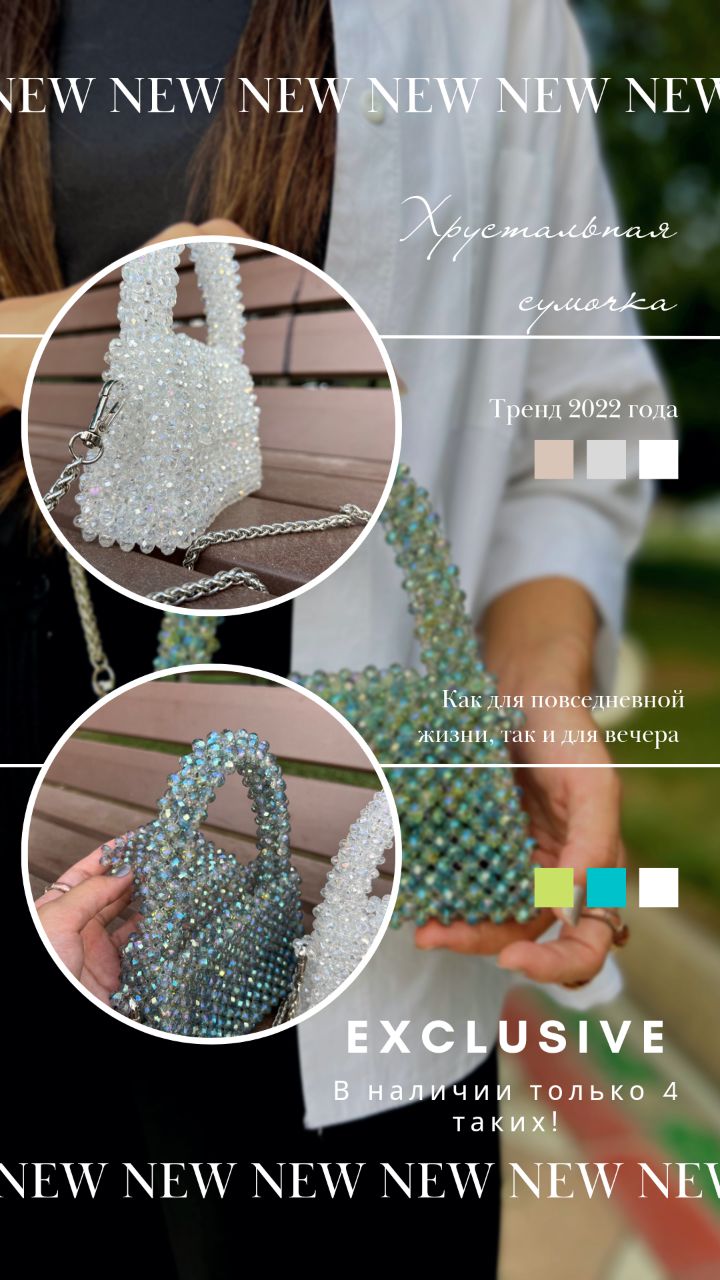 NEW NEW NEW NEW NEW NEW
Хрустальная
сумочка
Тренд 2022 года
Как для повседневной
жизни, так и для вечера
EXCLUSIVE
В наличии только 4
таких!
NEW NEW NEW NEW NEW NEW